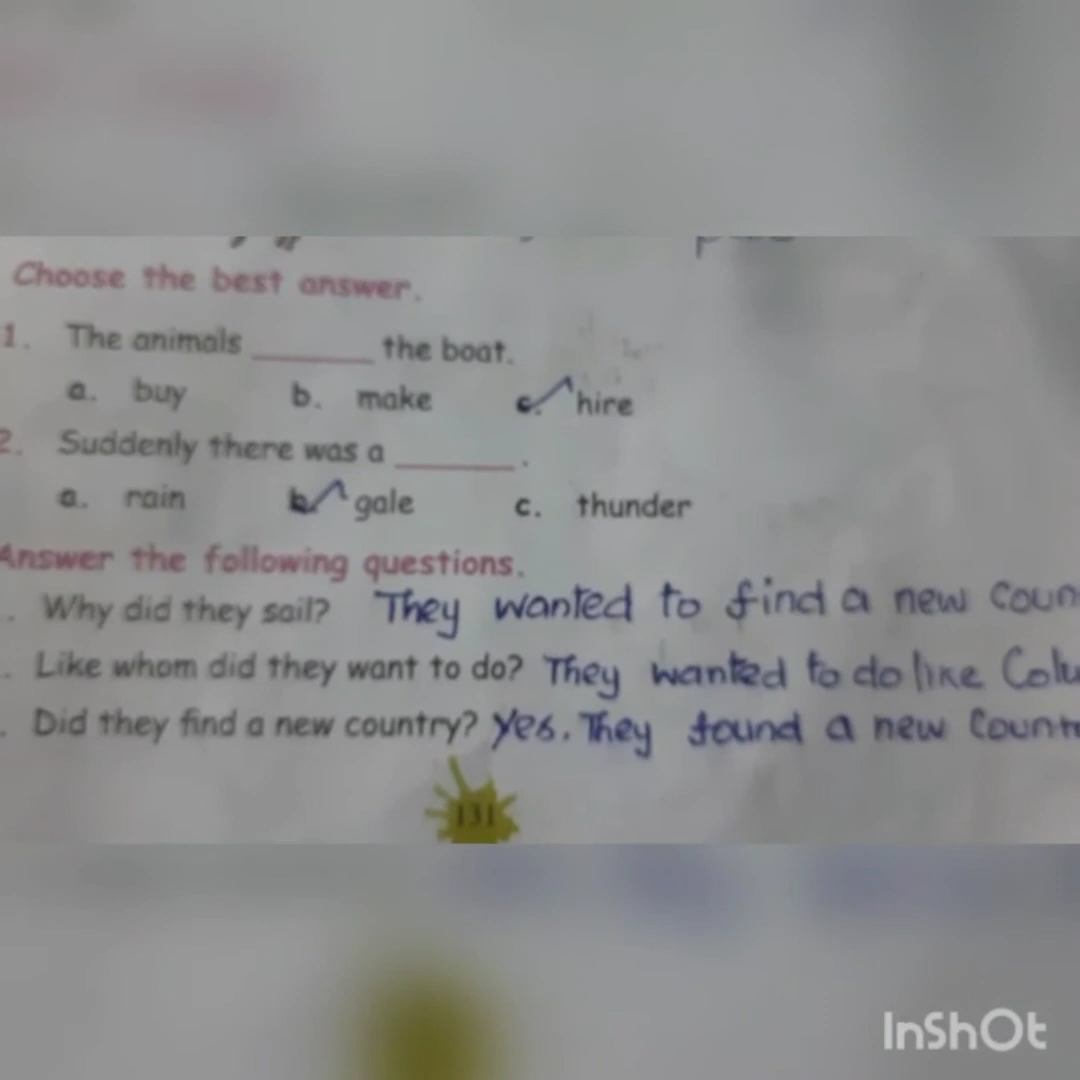 Choose the best answer.
1. The animals ______ the boat.
a. buy b. make c. hire
2. Suddenly there was a ______.
a. rain b. gale c. thunder
Answer the following questions.
. Why did they sail? They wanted to find a new coun
. Like whom did they want to do? They wanted to do like Colu
. Did they find a new country? Yes. They found a new Count
131
InShOt